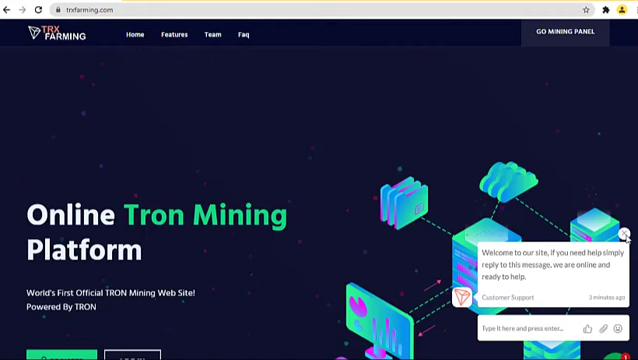 trxfarming.com
TRX
FARMING
Home
Features
Team
Faq
GO MINING PANEL
Online Tron Mining
Platform
World's First Official TRON Mining Web Site!
Powered By TRON
Welcome to our site, if you need help simply
reply to this message, we are online and
ready to help.
Customer Support
3 minutes ago
Type it here and press enter...
1